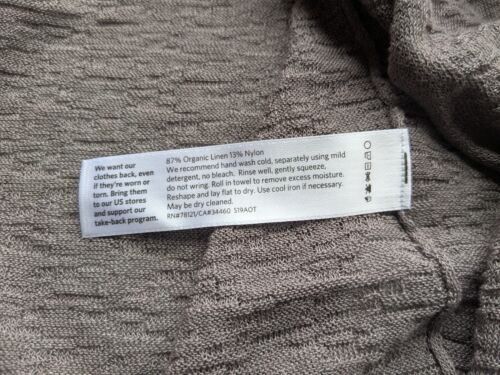 We want our
clothes back, even
if they're worn or
torn. Bring them
to our US stores
and support our
take-back program.
87% Organic Linen 13% Nylon
We recommend hand wash cold, separately using mild
detergent, no bleach. Rinse well, gently squeeze,
do not wring. Roll in towel to remove excess moisture.
Reshape and lay flat to dry. Use cool iron if necessary.
May be dry cleaned.
RN#78121/CA#34460 S19AOT